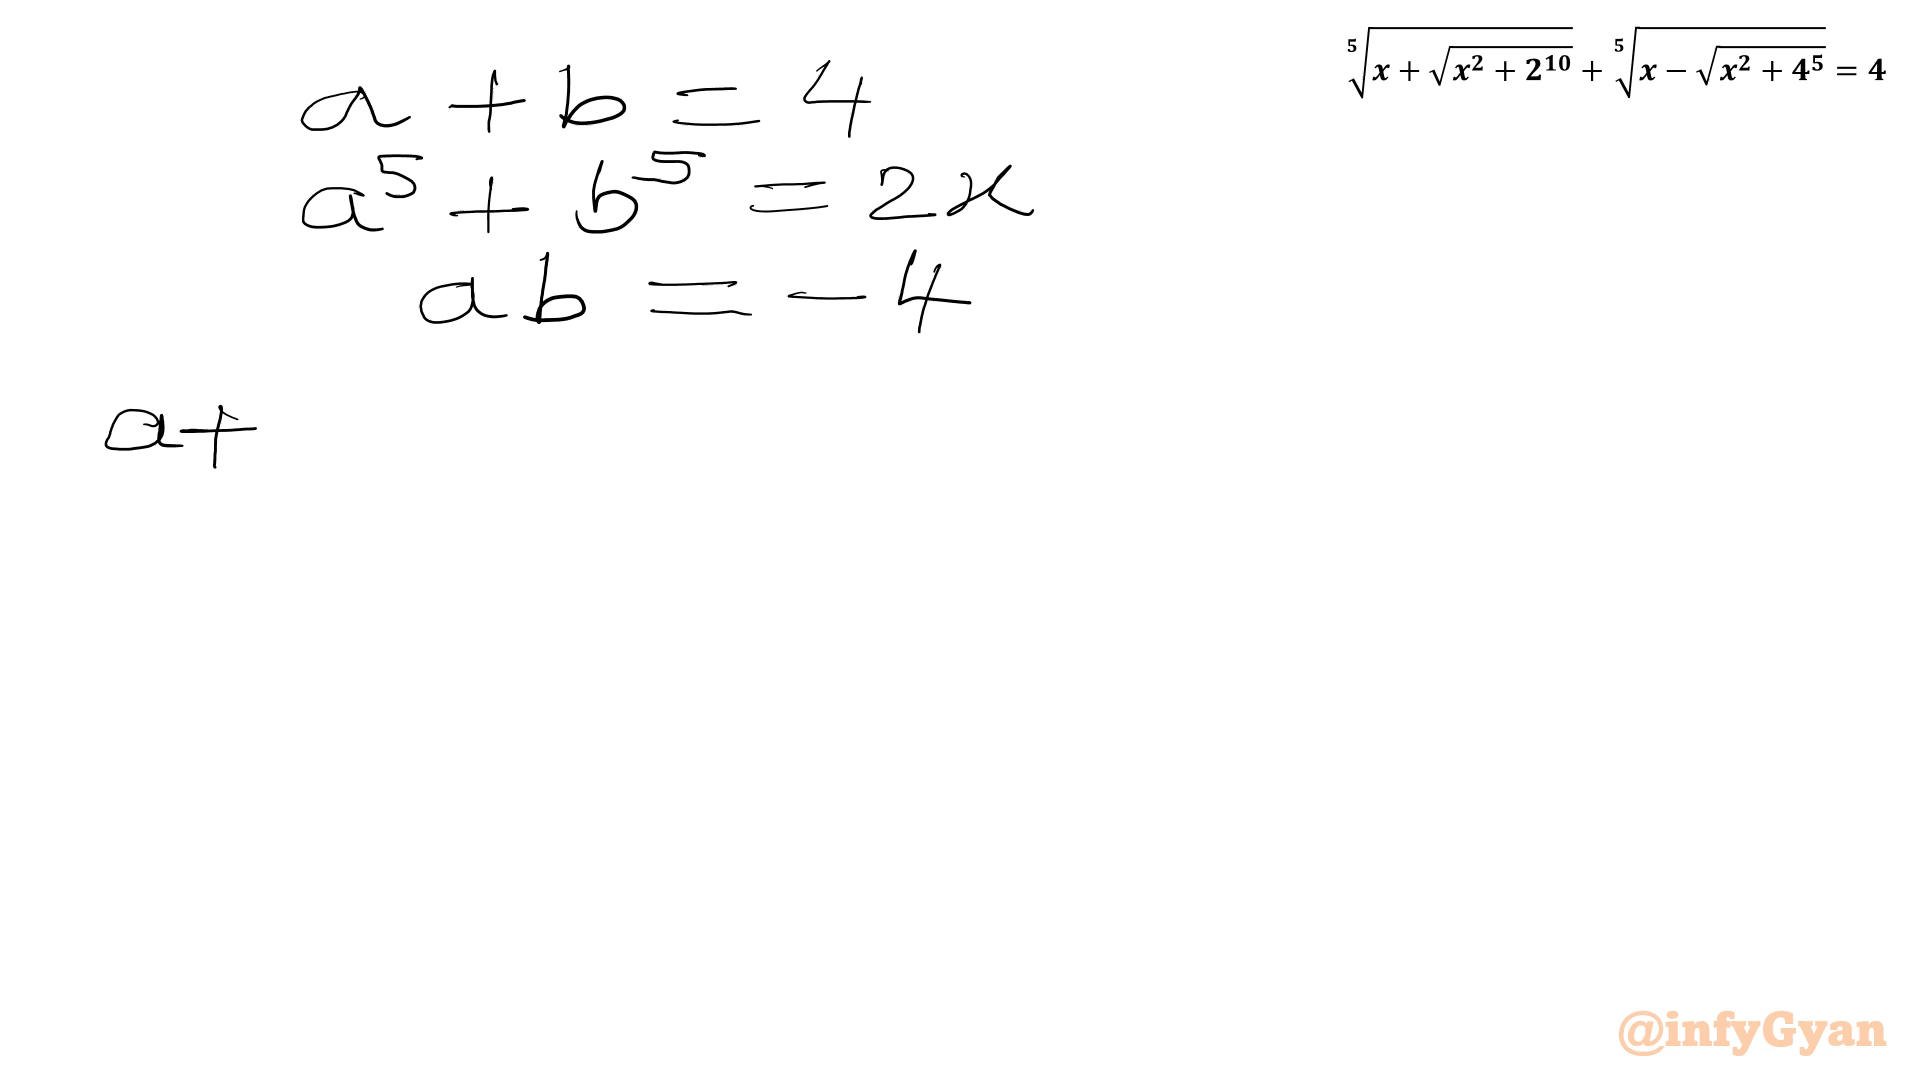 a + b = 4
⁵√(x + √(x² + 2¹⁰)) + ⁵√(x − √(x² + 4⁵)) = 4
a⁵ + b⁵ = 2x
ab = −4
a+
@infyGyan